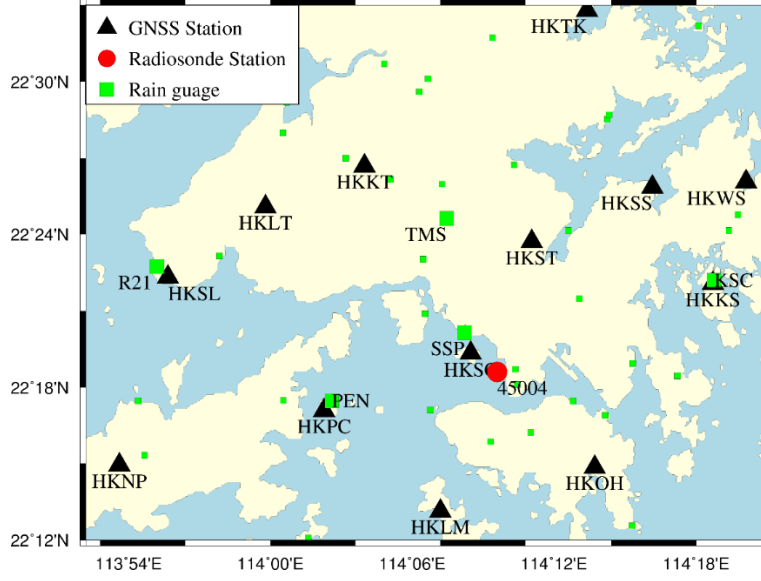 HKTK
GNSS Station
Radiosonde Station
Rain guage
22°30'N
HKKT
HKSS
HKWS
HKLT
TMS
22°24'N
HKST
R21
HKSL
KSC
HKKS
SSP
HKSC
45004
22°18'N
PEN
HKPC
HKNP
HKOH
HKLM
22°12'N
113°54'E
114°00'E
114°06'E
114°12'E
114°18'E